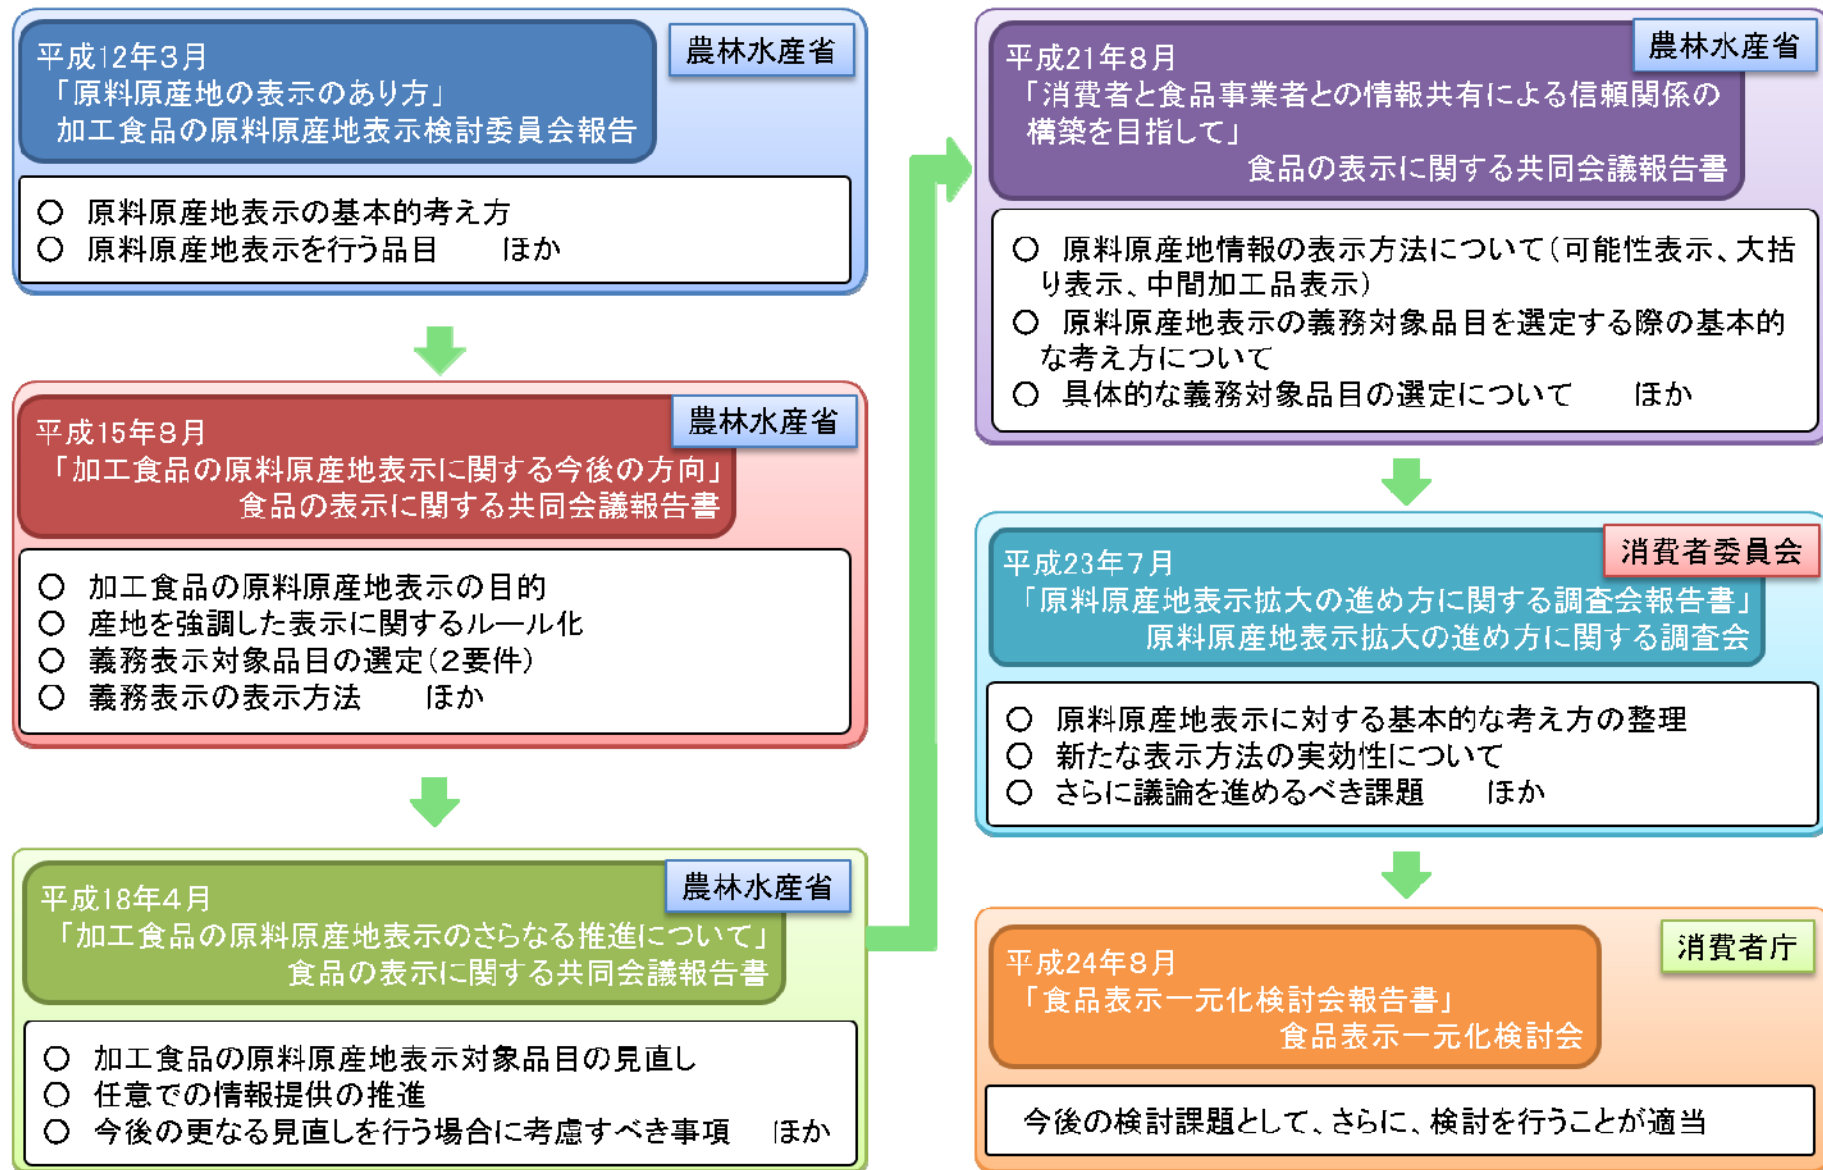 農林水産省
平成12年3月
「原料原産地の表示のあり方」
加工食品の原料原産地表示検討委員会報告
○ 原料原産地表示の基本的考え方
○ 原料原産地表示を行う品目　ほか
農林水産省
平成15年8月
「加工食品の原料原産地表示に関する今後の方向」
食品の表示に関する共同会議報告書
○ 加工食品の原料原産地表示の目的
○ 産地を強調した表示に関するルール化
○ 義務表示対象品目の選定(2要件)
○ 義務表示の表示方法　ほか
農林水産省
平成18年4月
「加工食品の原料原産地表示のさらなる推進について」
食品の表示に関する共同会議報告書
○ 加工食品の原料原産地表示対象品目の見直し
○ 任意での情報提供の推進
○ 今後の更なる見直しを行う場合に考慮すべき事項　ほか
農林水産省
平成21年8月
「消費者と食品事業者との情報共有による信頼関係の
構築を目指して」
食品の表示に関する共同会議報告書
○ 原料原産地情報の表示方法について(可能性表示、大括
り表示、中間加工品表示)
○ 原料原産地表示の義務対象品目を選定する際の基本的
な考え方について
○ 具体的な義務対象品目の選定について　ほか
消費者委員会
平成23年7月
「原料原産地表示拡大の進め方に関する調査会報告書」
原料原産地表示拡大の進め方に関する調査会
○ 原料原産地表示に対する基本的な考え方の整理
○ 新たな表示方法の実効性について
○ さらに議論を進めるべき課題　ほか
消費者庁
平成24年8月
「食品表示一元化検討会報告書」
食品表示一元化検討会
今後の検討課題として、さらに、検討を行うことが適当